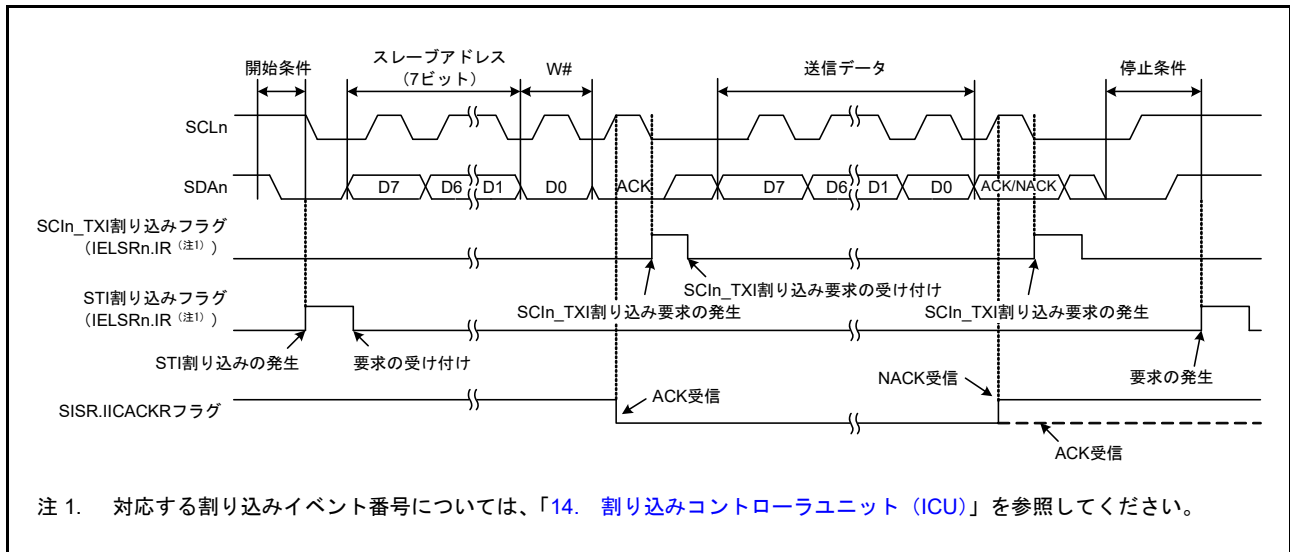 開始条件
スレーブアドレス
（7ビット）
W#
送信データ
停止条件
SCLn
SDAn
D7
D6
D1
D0
ACK
D7
D6
D1
D0
ACK/NACK
SCIn_TXI割り込みフラグ
（IELSRn.IR（注1））
SCIn_TXI割り込み要求の受け付け
SCIn_TXI割り込み要求の発生
SCIn_TXI割り込み要求の発生
STI割り込みフラグ
（IELSRn.IR（注1））
STI割り込みの発生
要求の受け付け
要求の発生
NACK受信
SISR.IICACKRフラグ
ACK受信
ACK受信
注 1. 対応する割り込みイベント番号については、「14. 割り込みコントローラユニット（ICU）」を参照してください。